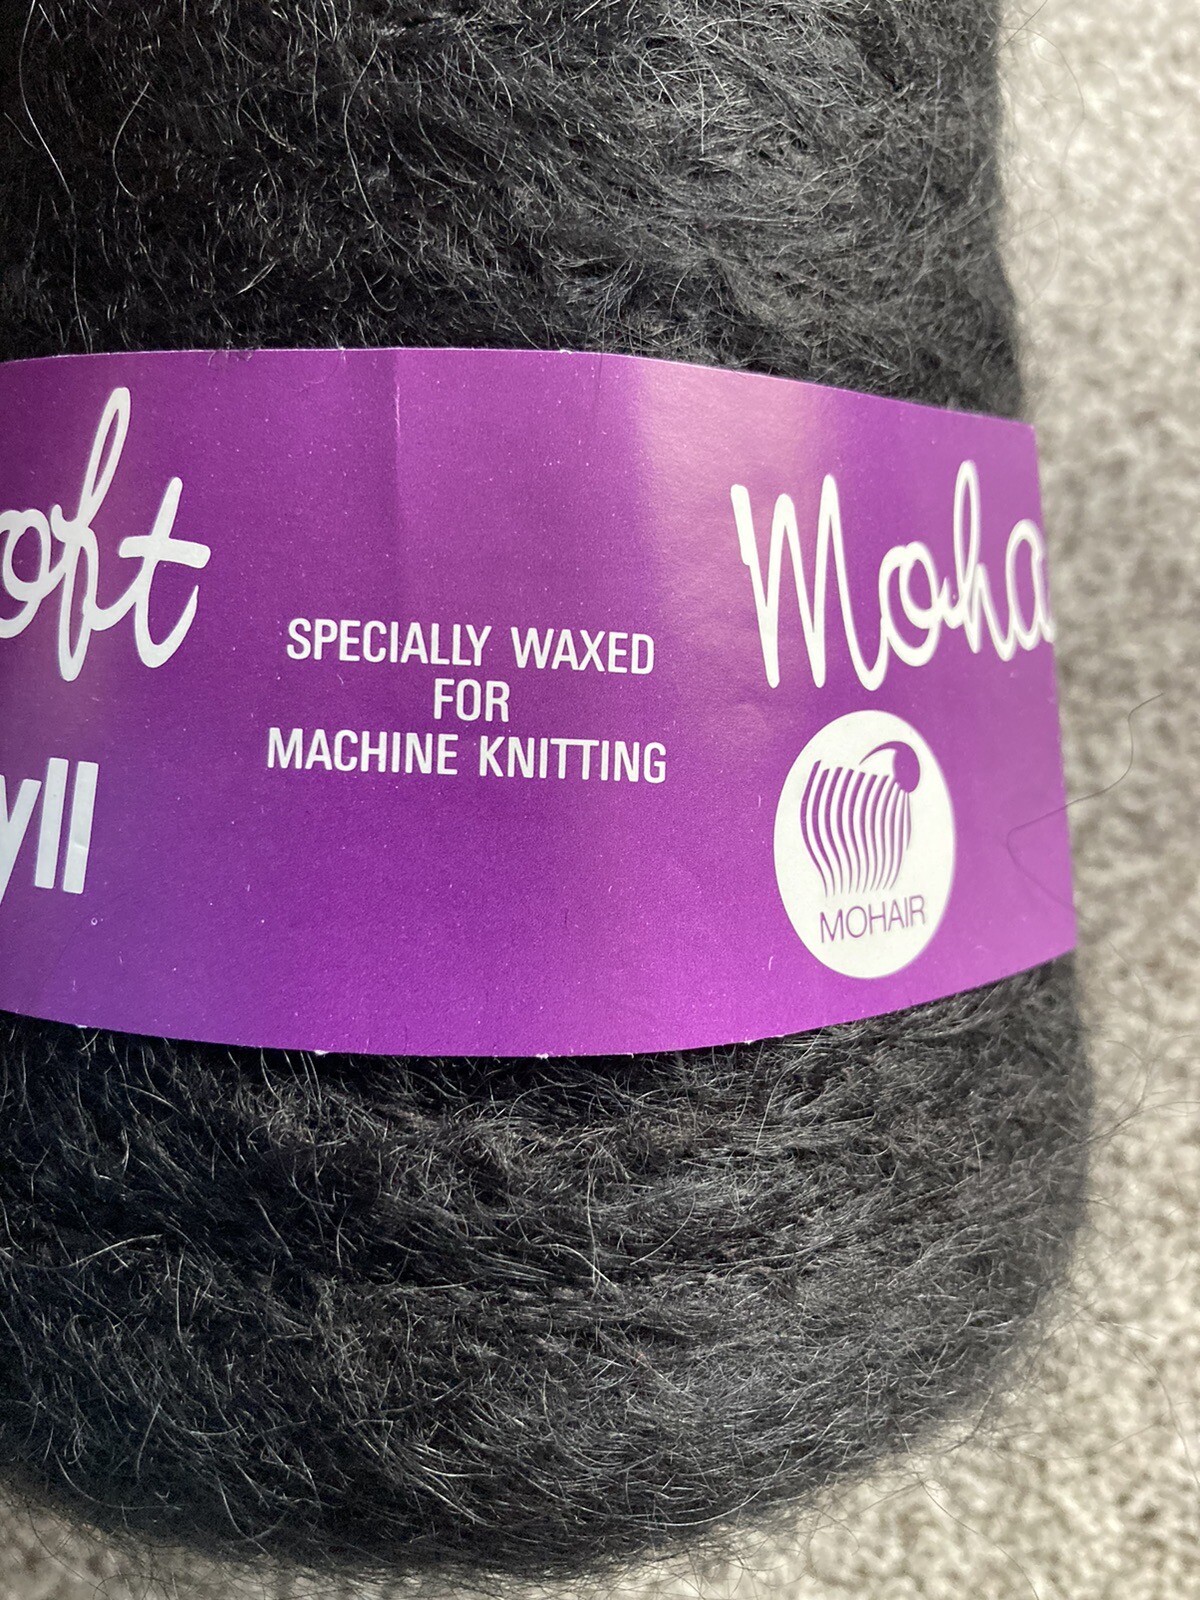 oft
yll
SPECIALLY WAXED
FOR
MACHINE KNITTING
Moha
MOHAIR